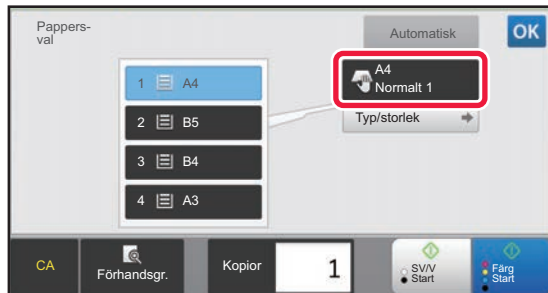 Pappers-
val
Automatisk
OK
1 A4
A4
Normalt 1
2 B5
Typ/storlek
3 B4
4 A3
CA
Förhandsgr.
Kopior
1
SV/V
Start
Färg
Start